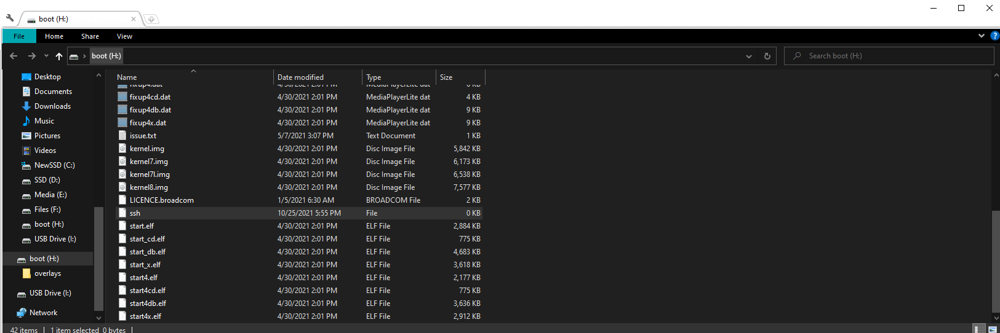 boot (H:)
File Home Share View
boot (H:) Search boot (H:)
Name Date modified Type Size
Desktop
Documents
Downloads
Music
Pictures
Videos
NewSSD (C:)
SSD (D:)
Media (E:)
Files (F:)
boot (H:)
USB Drive (I:)
boot (H:)
overlays
USB Drive (I:)
Network
fixup4.dat 4/30/2021 2:01 PM MediaPlayerLite dat KB
fixup4cd.dat 4/30/2021 2:01 PM MediaPlayerLite dat 4 KB
fixup4db.dat 4/30/2021 2:01 PM MediaPlayerLite dat 9 KB
fixup4x.dat 4/30/2021 2:01 PM MediaPlayerLite dat 9 KB
issue.txt 5/7/2021 3:07 PM Text Document 1 KB
kernel.img 4/30/2021 2:01 PM Disc Image File 5,842 KB
kernel7.img 4/30/2021 2:01 PM Disc Image File 6,173 KB
kernel7l.img 4/30/2021 2:01 PM Disc Image File 6,538 KB
kernel8.img 4/30/2021 2:01 PM Disc Image File 7,577 KB
LICENCE.broadcom 1/5/2021 6:30 AM BROADCOM File 2 KB
ssh 10/25/2021 5:55 PM File 0 KB
start.elf 4/30/2021 2:01 PM ELF File 2,884 KB
start_cd.elf 4/30/2021 2:01 PM ELF File 775 KB
start_db.elf 4/30/2021 2:01 PM ELF File 4,683 KB
start_x.elf 4/30/2021 2:01 PM ELF File 3,618 KB
start4.elf 4/30/2021 2:01 PM ELF File 2,177 KB
start4cd.elf 4/30/2021 2:01 PM ELF File 775 KB
start4db.elf 4/30/2021 2:01 PM ELF File 3,636 KB
start4x.elf 4/30/2021 2:01 PM ELF File 2,912 KB
42 items 1 item selected 0 bytes